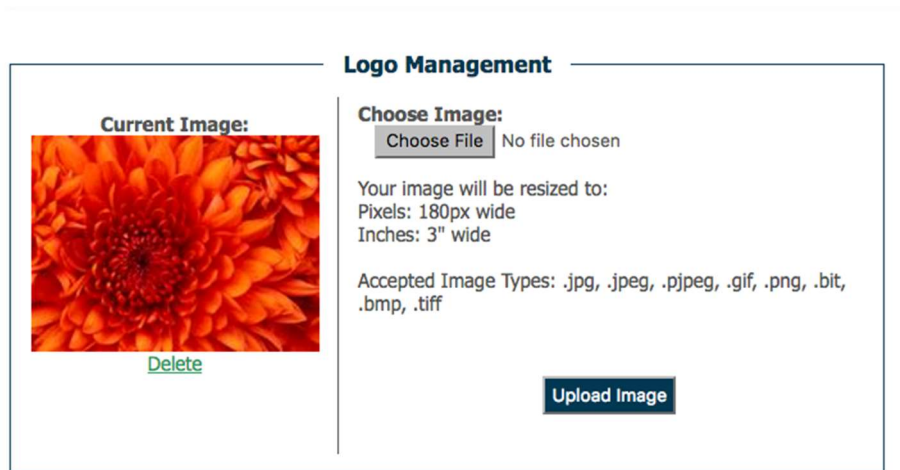 Logo Management
Current Image:
Delete
Choose Image:
Choose File No file chosen
Your image will be resized to:
Pixels: 180px wide
Inches: 3" wide
Accepted Image Types: .jpg, .jpeg, .pjpeg, .gif, .png, .bit,
.bmp, .tiff
Upload Image